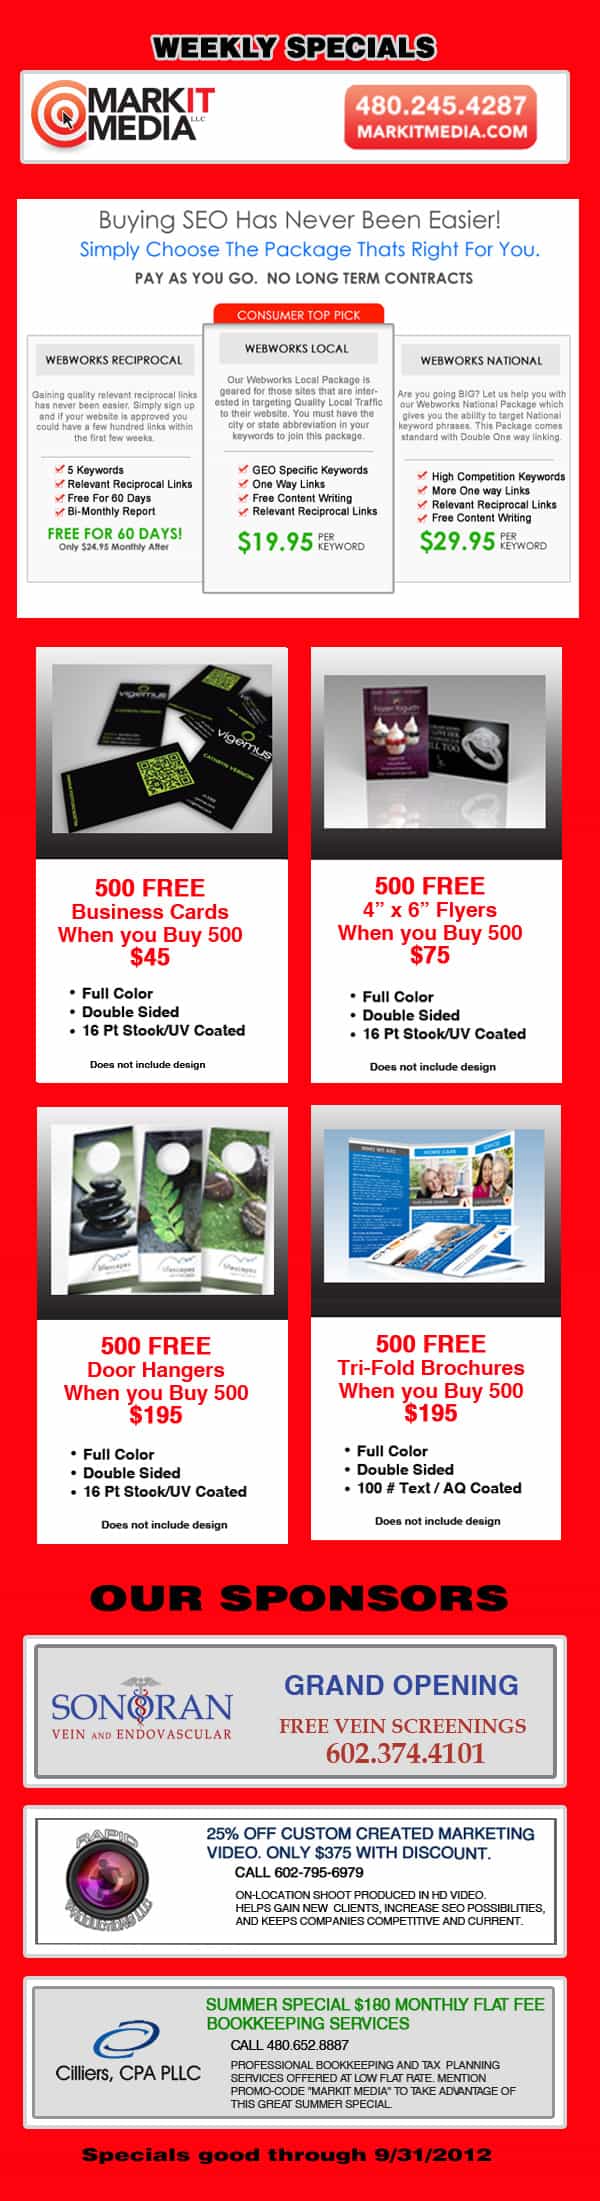 WEEKLY SPECIALS
MARKIT
MEDIA LLC
480.245.4287
MARKITMEDIA.COM
Buying SEO Has Never Been Easier!
Simply Choose The Package Thats Right For You.
PAY AS YOU GO. NO LONG TERM CONTRACTS
CONSUMER TOP PICK
WEBWORKS RECIPROCAL
Gaining quality relevant reciprocal links
has never been easier. Simply sign up
and if your website is approved you
could have a few hundred links within
the first few weeks.
5 Keywords
Relevant Reciprocal Links
Free For 60 Days
Bi-Monthly Report
FREE FOR 60 DAYS!
Only $24.95 Monthly After
WEBWORKS LOCAL
Our Webworks Local Package is
geared for those sites that are inter-
ested in targeting Quality Local Traffic
to their website. You must have the
city or state abbreviation in your
keywords to join this package.
GEO Specific Keywords
One Way Links
Free Content Writing
Relevant Reciprocal Links
$19.95 PER
KEYWORD
WEBWORKS NATIONAL
Are you going BIG? Let us help you with
our Webworks National Package which
gives you the ability to target National
keyword phrases. This Package comes
standard with Double One way linking.
High Competition Keywords
More One way Links
Relevant Reciprocal Links
Free Content Writing
$29.95 PER
KEYWORD
vigemus
vigemus
CATHRYN VERNON
500 FREE
Business Cards
When you Buy 500
$45
• Full Color
• Double Sided
• 16 Pt Stock/UV Coated
Does not include design
Frozen Yogurt
500 FREE
4” x 6” Flyers
When you Buy 500
$75
• Full Color
• Double Sided
• 16 Pt Stock/UV Coated
Does not include design
lifescapes
lifescapes
lifescapes
500 FREE
Door Hangers
When you Buy 500
$195
• Full Color
• Double Sided
• 16 Pt Stock/UV Coated
Does not include design
WHO WE ARE
HOME CARE
500 FREE
Tri-Fold Brochures
When you Buy 500
$195
• Full Color
• Double Sided
• 100 # Text / AQ Coated
Does not include design
OUR SPONSORS
SONORAN
VEIN AND ENDOVASCULAR
GRAND OPENING
FREE VEIN SCREENINGS
602.374.4101
RAPID
PRODUCTIONS LLC
25% OFF CUSTOM CREATED MARKETING
VIDEO. ONLY $375 WITH DISCOUNT.
CALL 602-795-6979
ON-LOCATION SHOOT PRODUCED IN HD VIDEO.
HELPS GAIN NEW CLIENTS, INCREASE SEO POSSIBILITIES,
AND KEEPS COMPANIES COMPETITIVE AND CURRENT.
Cilliers, CPA PLLC
SUMMER SPECIAL $180 MONTHLY FLAT FEE
BOOKKEEPING SERVICES
CALL 480.652.8887
PROFESSIONAL BOOKKEEPING AND TAX PLANNING
SERVICES OFFERED AT LOW FLAT RATE. MENTION
PROMO-CODE "MARKIT MEDIA" TO TAKE ADVANTAGE OF
THIS GREAT SUMMER SPECIAL.
Specials good through 9/31/2012